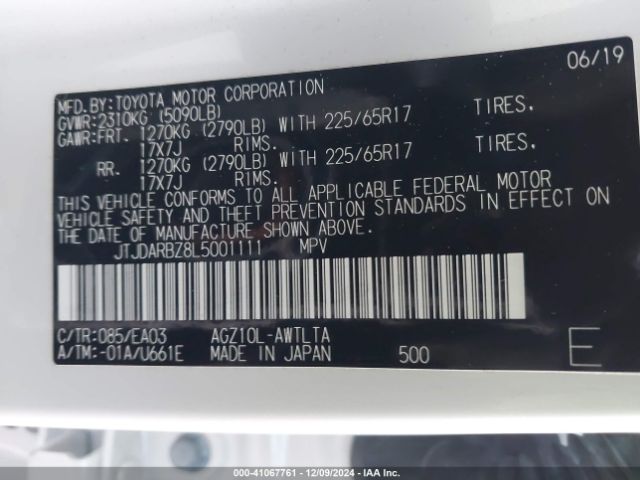 06/19
MFD.BY:TOYOTA MOTOR CORPORATION
GVWR:2310KG (5090LB)
GAWR:FRT. 1270KG (2790LB) WITH 225/65R17 TIRES.
17X7J RIMS.
RR. 1270KG (2790LB) WITH 225/65R17 TIRES.
17X7J RIMS.
THIS VEHICLE CONFORMS TO ALL APPLICABLE FEDERAL MOTOR
VEHICLE SAFETY AND THEFT PREVENTION STANDARDS IN EFFECT ON
THE DATE OF MANUFACTURE SHOWN ABOVE.
JTJDARBZ8L5001111 MPV
C/TR:085/EA03 AGZ10L-AWTLTA
A/TM:-01A/U661E MADE IN JAPAN 500 E
000-41067761 - 12/09/2024 - IAA Inc.